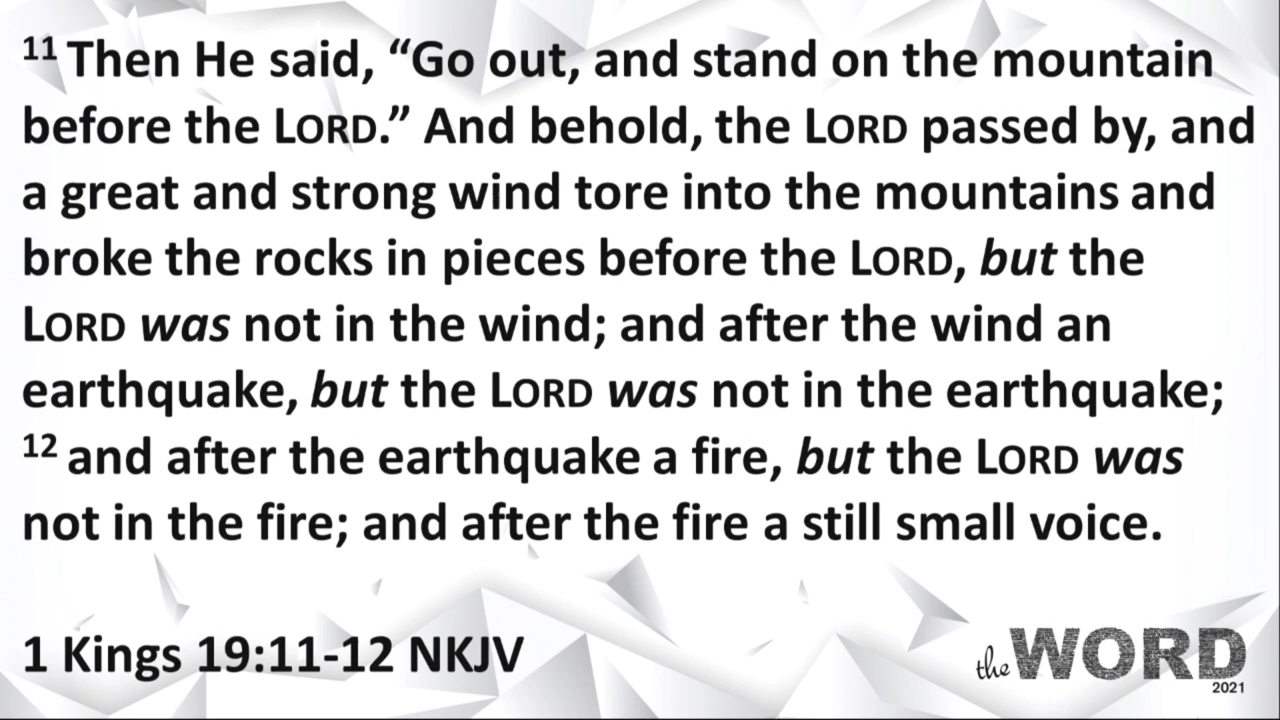 11 Then He said, “Go out, and stand on the mountain
before the LORD.” And behold, the LORD passed by, and
a great and strong wind tore into the mountains and
broke the rocks in pieces before the LORD, but the
LORD was not in the wind; and after the wind an
earthquake, but the LORD was not in the earthquake;
12 and after the earthquake a fire, but the LORD was
not in the fire; and after the fire a still small voice.
1 Kings 19:11-12 NKJV
the WORD
2021